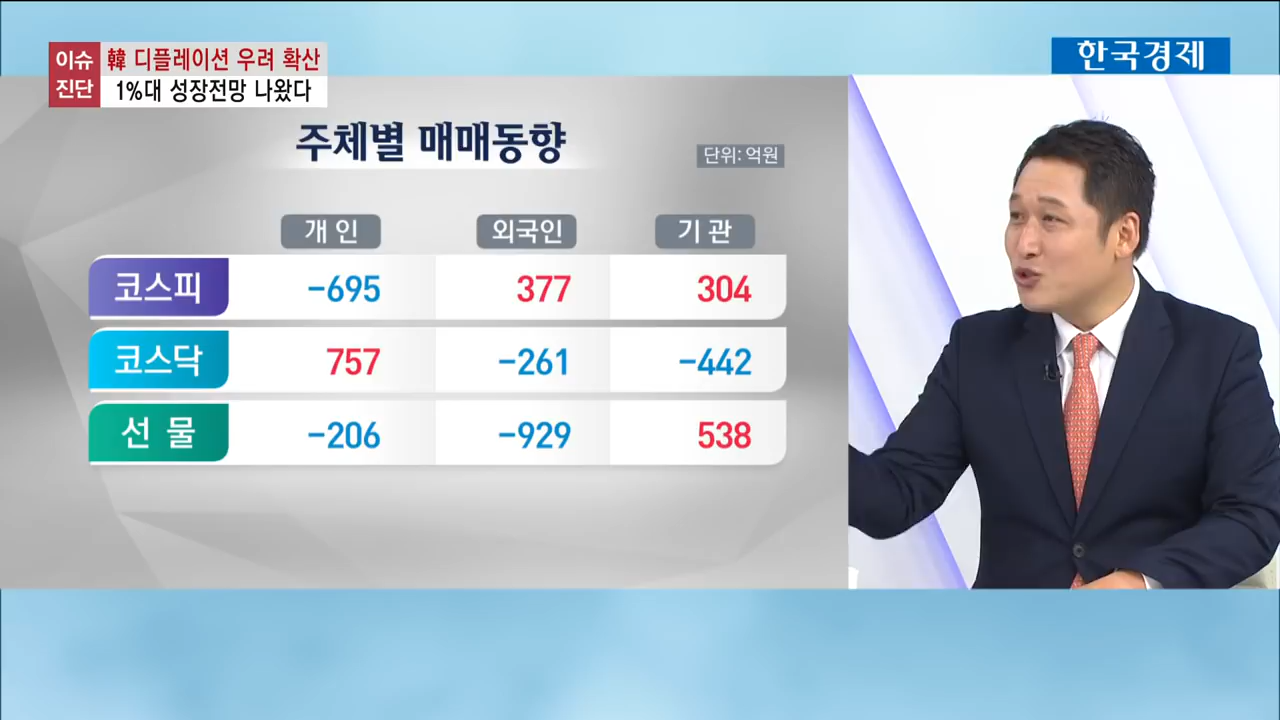 이슈 진단
韓 디플레이션 우려 확산
1%대 성장전망 나왔다
한국경제
주체별 매매동향
단위: 억원
개인 외국인 기관
코스피 -695 377 304
코스닥 757 -261 -442
선물 -206 -929 538